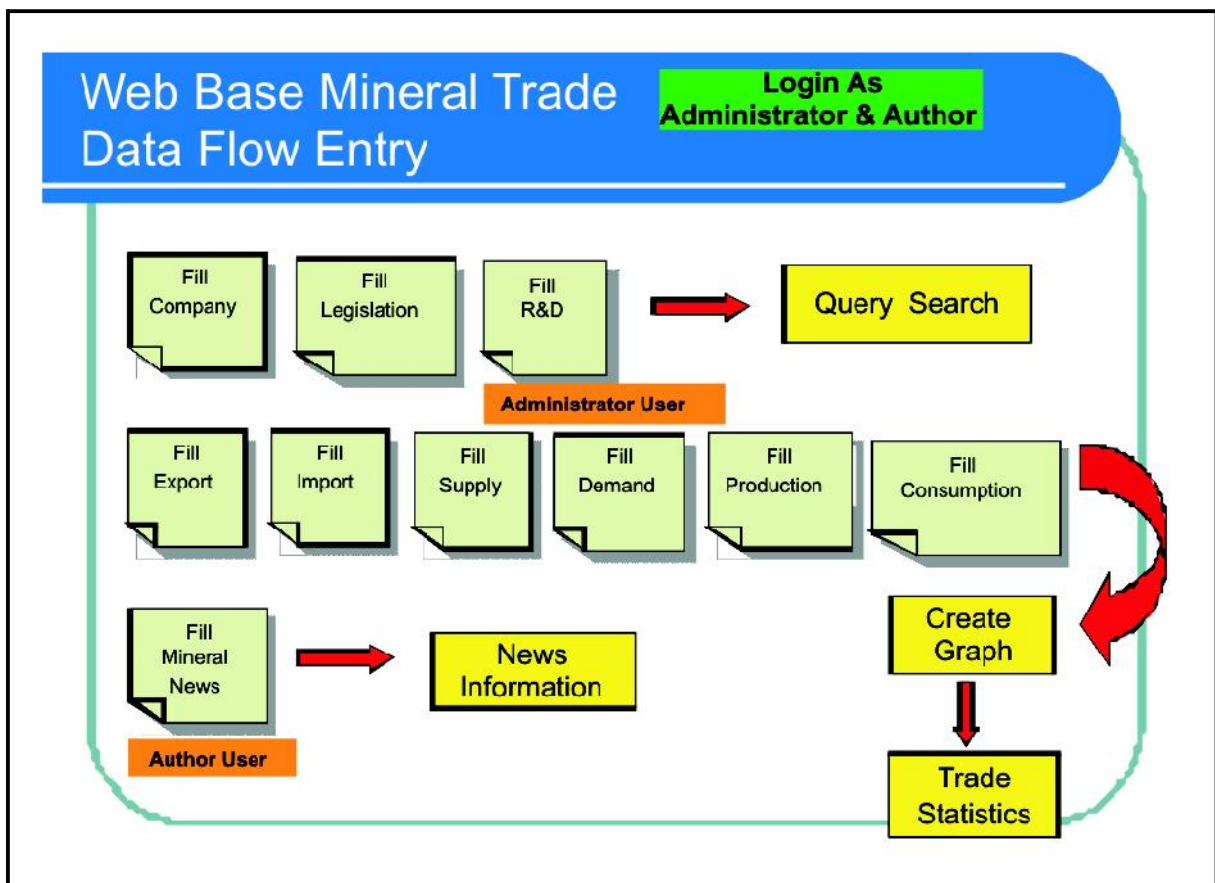 Web Base Mineral Trade
Data Flow Entry
Login As
Administrator & Author
Fill
Company
Fill
Legislation
Fill
R&D
Query Search
Administrator User
Fill
Export
Fill
Import
Fill
Supply
Fill
Demand
Fill
Production
Fill
Consumption
Fill
Mineral
News
News
Information
Create
Graph
Author User
Trade
Statistics